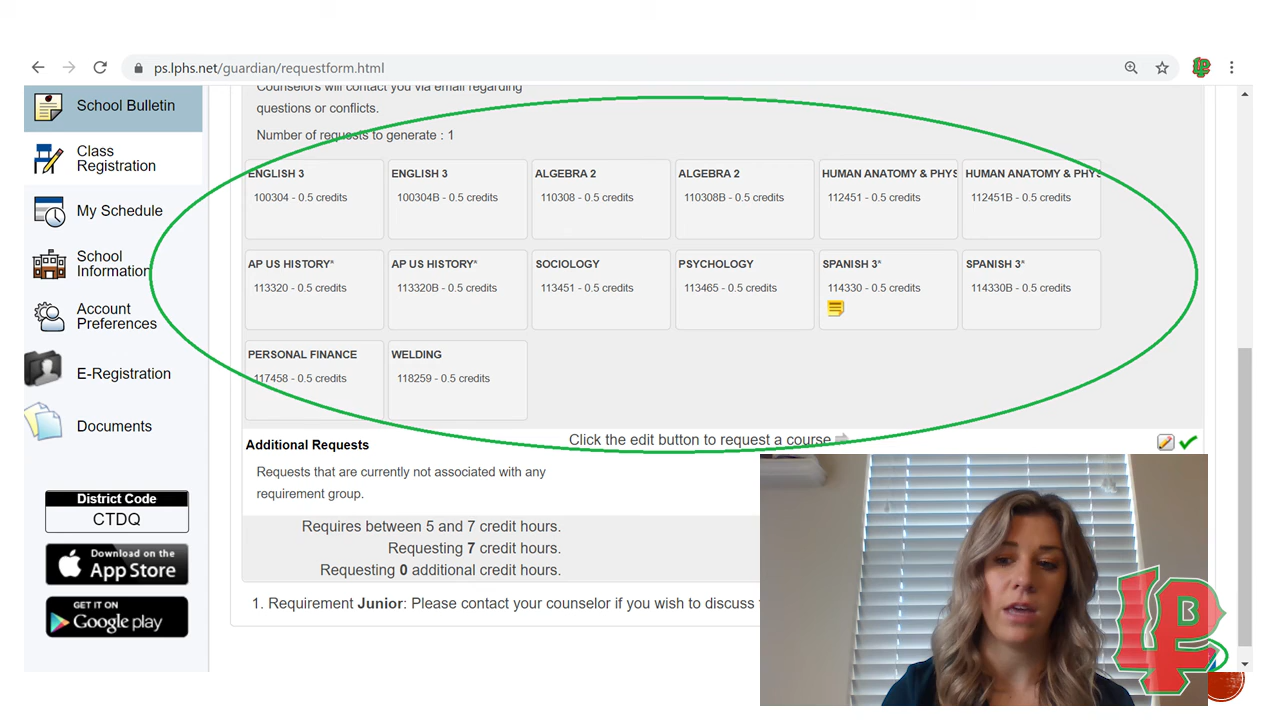 ps.lphs.net/guardian/requestform.html
School Bulletin
Class
Registration
My Schedule
School
Information
Account
Preferences
E-Registration
Documents
District Code
CTDQ
Download on the
App Store
GET IT ON
Google play
Counselors will contact you via email regarding
questions or conflicts.
Number of requests to generate : 1
ENGLISH 3
100304 - 0.5 credits
ENGLISH 3
100304B - 0.5 credits
ALGEBRA 2
110308 - 0.5 credits
ALGEBRA 2
110308B - 0.5 credits
HUMAN ANATOMY & PHYS
112451 - 0.5 credits
HUMAN ANATOMY & PHYS
112451B - 0.5 credits
AP US HISTORY*
113320 - 0.5 credits
AP US HISTORY*
113320B - 0.5 credits
SOCIOLOGY
113451 - 0.5 credits
PSYCHOLOGY
113465 - 0.5 credits
SPANISH 3*
114330 - 0.5 credits
SPANISH 3*
114330B - 0.5 credits
PERSONAL FINANCE
117458 - 0.5 credits
WELDING
118259 - 0.5 credits
Additional Requests
Click the edit button to request a course
Requests that are currently not associated with any
requirement group.
Requires between 5 and 7 credit hours.
Requesting 7 credit hours.
Requesting 0 additional credit hours.
1. Requirement Junior: Please contact your counselor if you wish to discuss
LPB